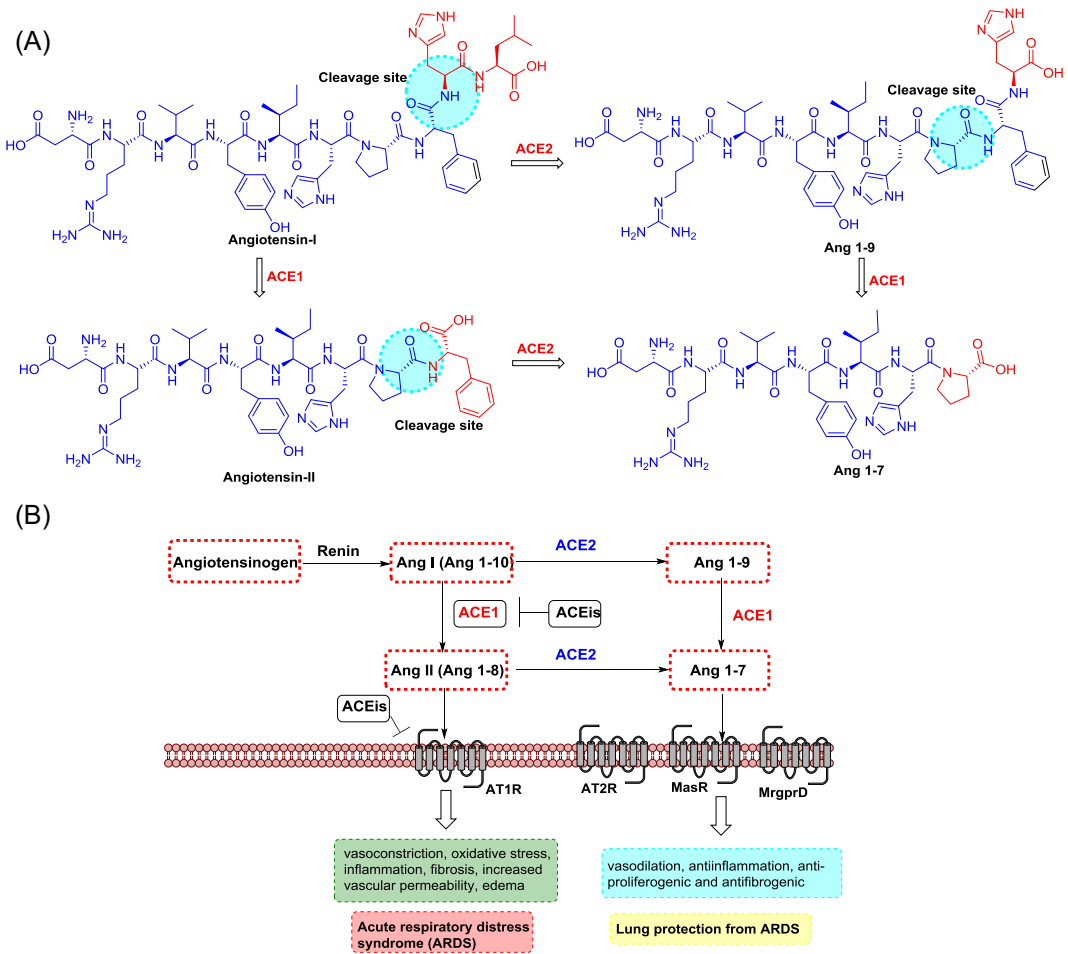 (A)
Cleavage site
Cleavage site
ACE2
Angiotensin-I
Ang 1-9
ACE1
ACE1
ACE2
Cleavage site
Angiotensin-II
Ang 1-7
(B)
Angiotensinogen
Renin
Ang I (Ang 1-10)
ACE2
Ang 1-9
ACE1
ACEis
ACE1
Ang II (Ang 1-8)
ACE2
Ang 1-7
ACEis
AT1R
AT2R
MasR
MrgprD
vasoconstriction, oxidative stress,
inflammation, fibrosis, increased
vascular permeability, edema
vasodilation, antiinflammation, anti-
proliferogenic and antifibrogenic
Acute respiratory distress
syndrome (ARDS)
Lung protection from ARDS